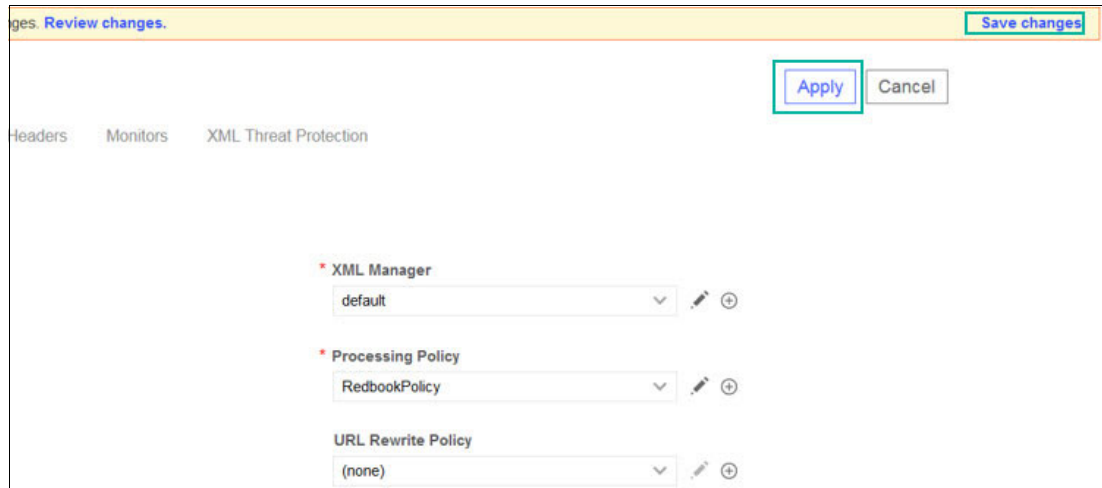 ges. Review changes. Save changes
Apply Cancel
Headers Monitors XML Threat Protection
* XML Manager
default
* Processing Policy
RedbookPolicy
URL Rewrite Policy
(none)